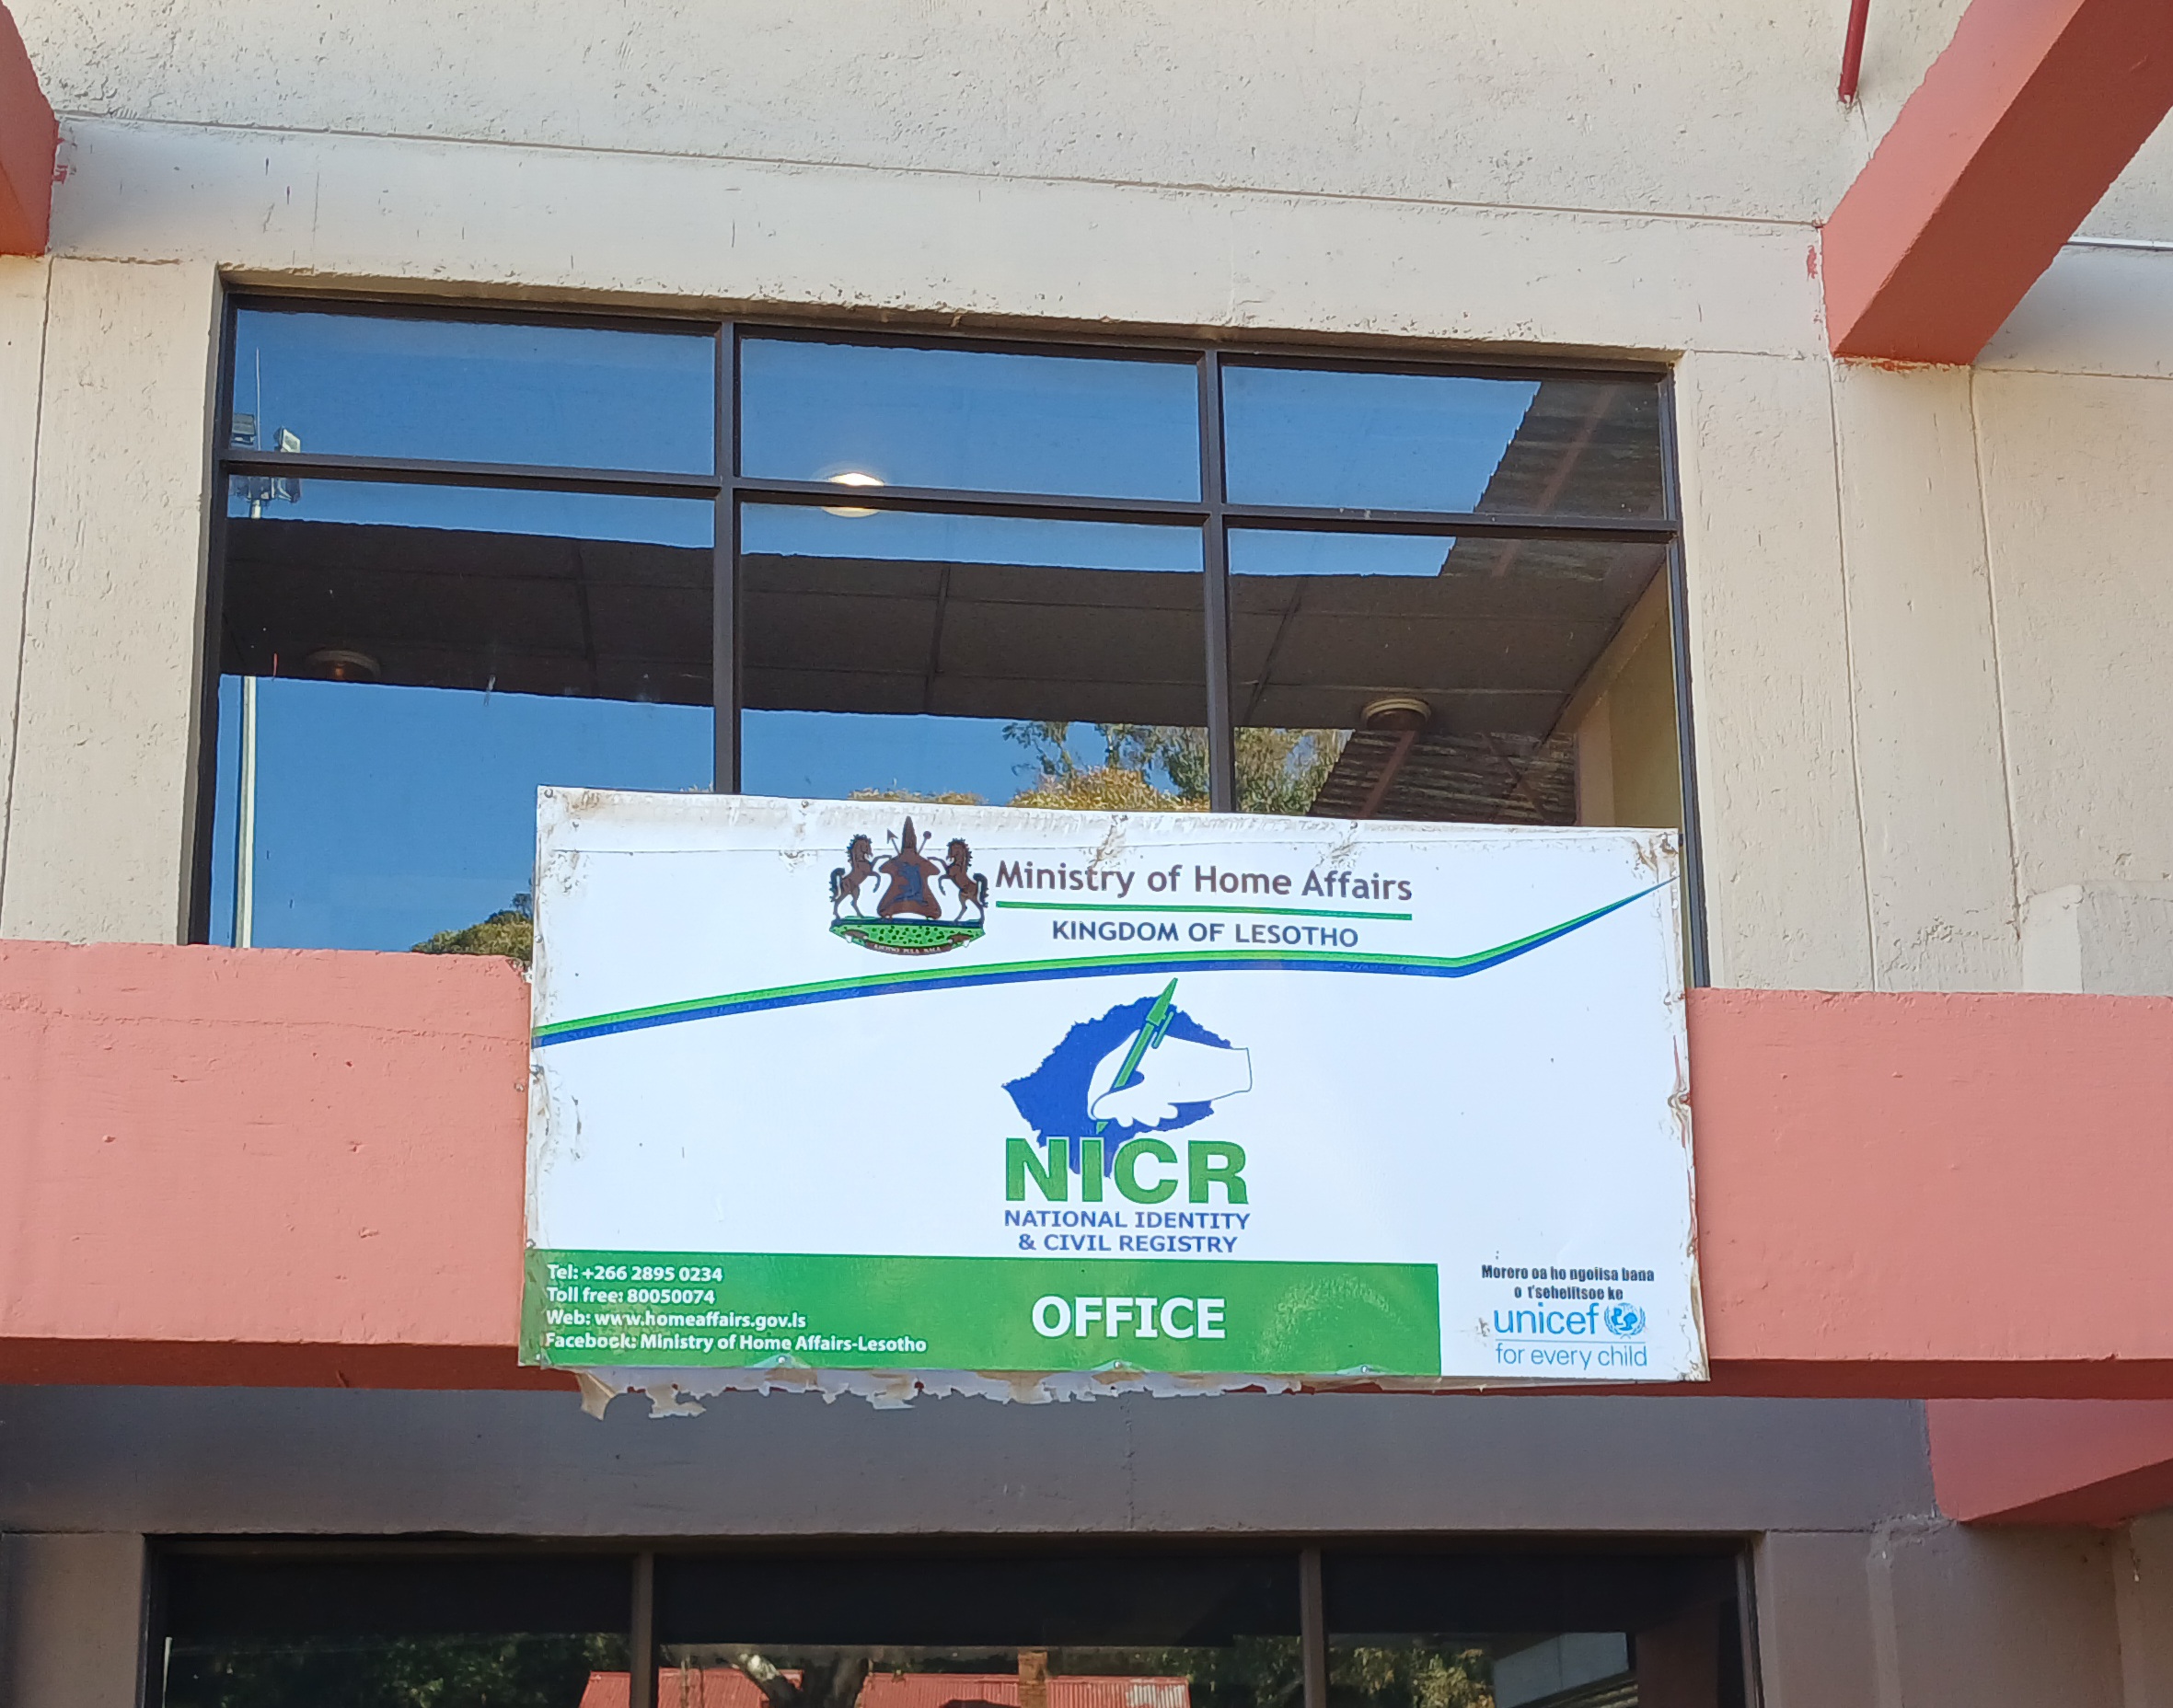 Ministry of Home Affairs
KINGDOM OF LESOTHO
NICR
NATIONAL IDENTITY
& CIVIL REGISTRY
Tel: +266 2895 0234
Toll free: 80050074
Web: www.homeaffairs.gov.ls
Facebook: Ministry of Home Affairs-Lesotho
OFFICE
Morero oa ho ngolisa bana
o t'sehelitsoe ke
unicef
for every child